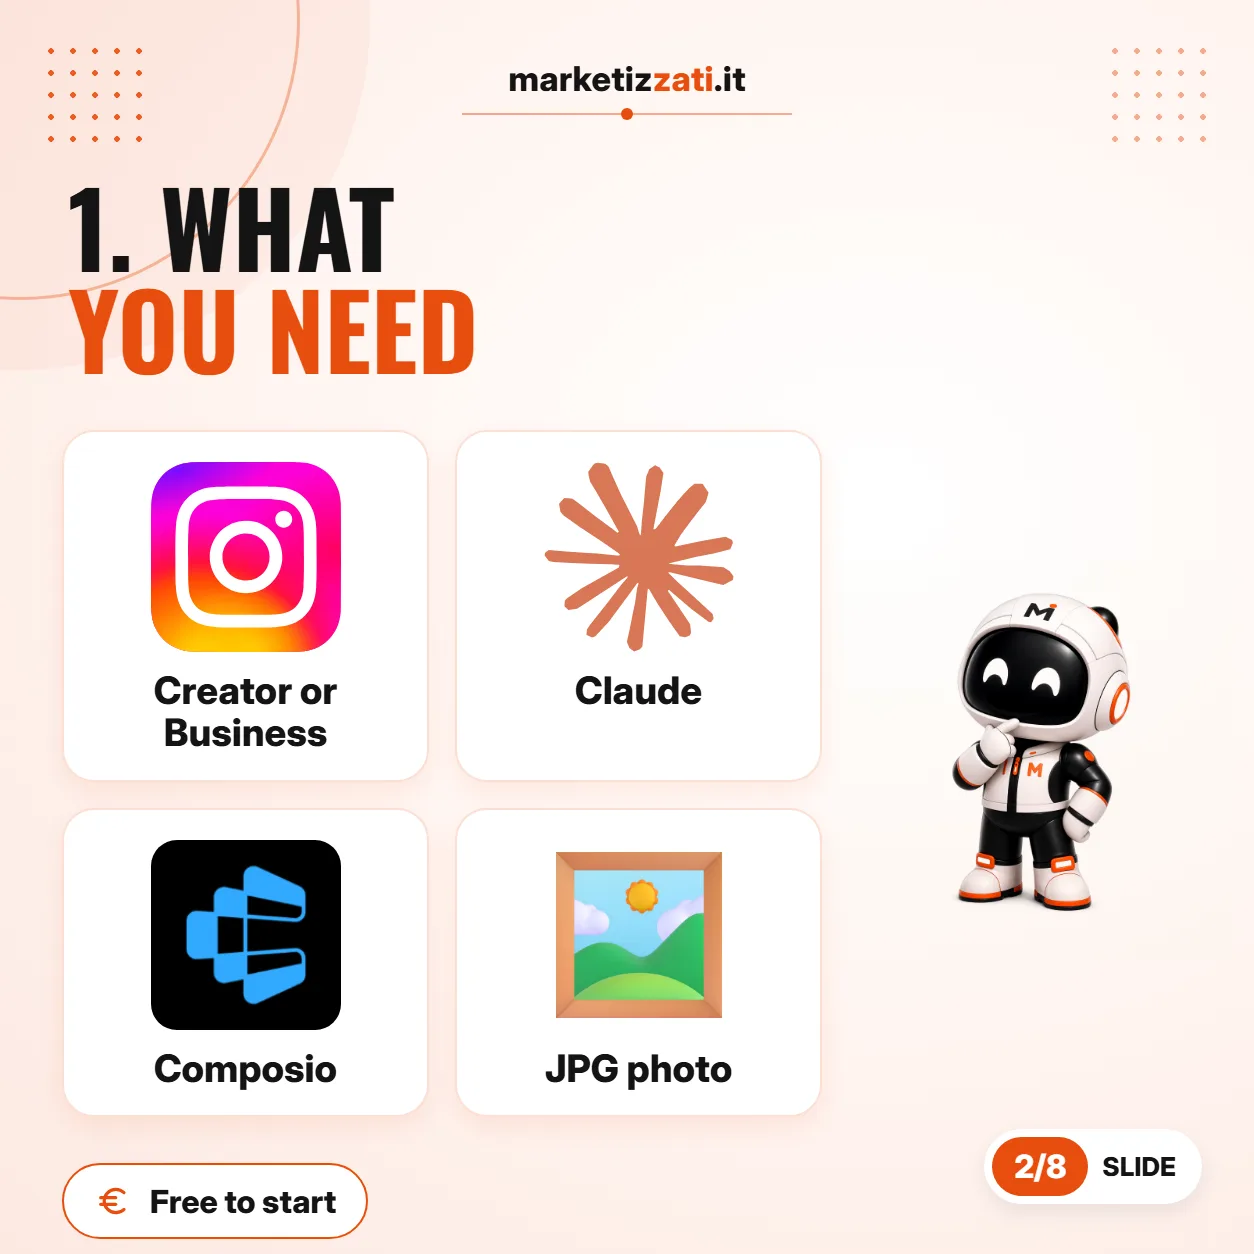 marketizzati.it
1. WHAT
YOU NEED
Creator or
Business
Claude
Composio
JPG photo
M
M
€ Free to start
2/8 SLIDE